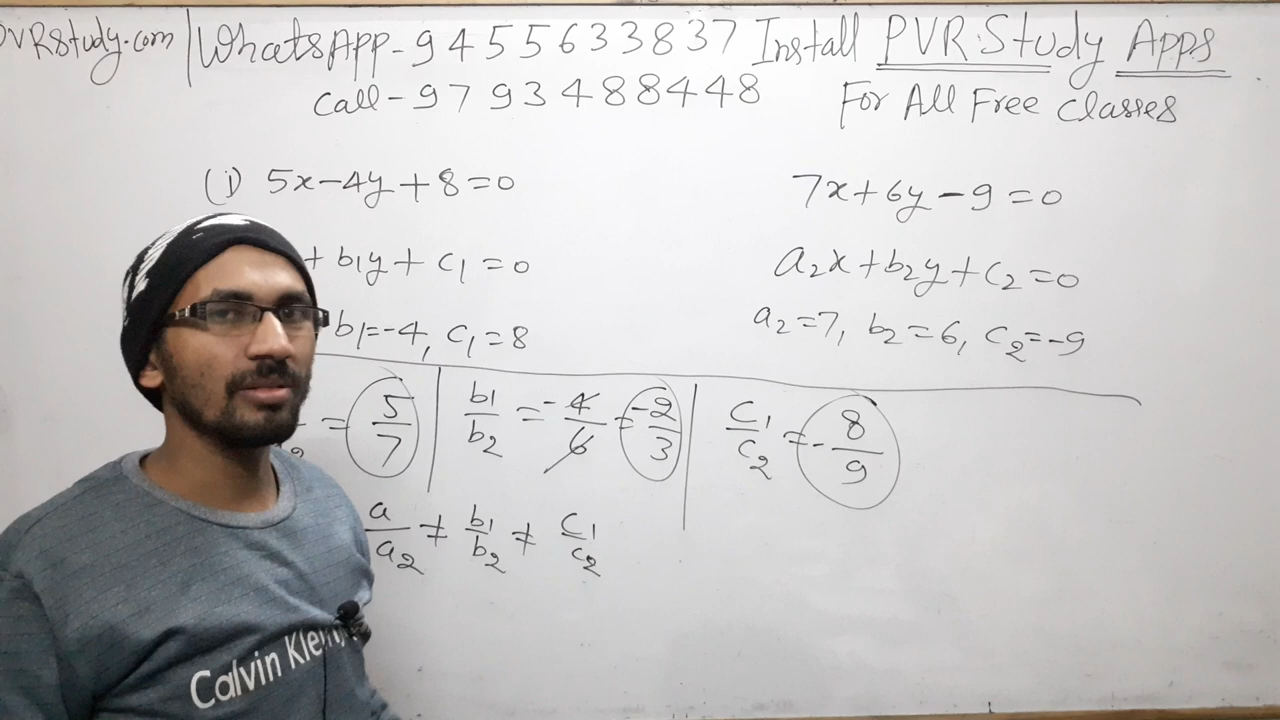 PVRStudy.com | WhatsApp-9455633837 Install PVR.Study Apps
Call-9793488448 For All Free Classes
(i) 5x-4y+8=0 7x+6y-9=0
+b₁y+c₁=0 a₂x+b₂y+c₂=0
b₁=-4, c₁=8 a₂=7, b₂=6, c₂=-9
=5/7 | b₁/b₂=-4/6=-2/3 | c₁/c₂=-8/9
a/a₂≠b₁/b₂≠c₁/c₂
Calvin Klein